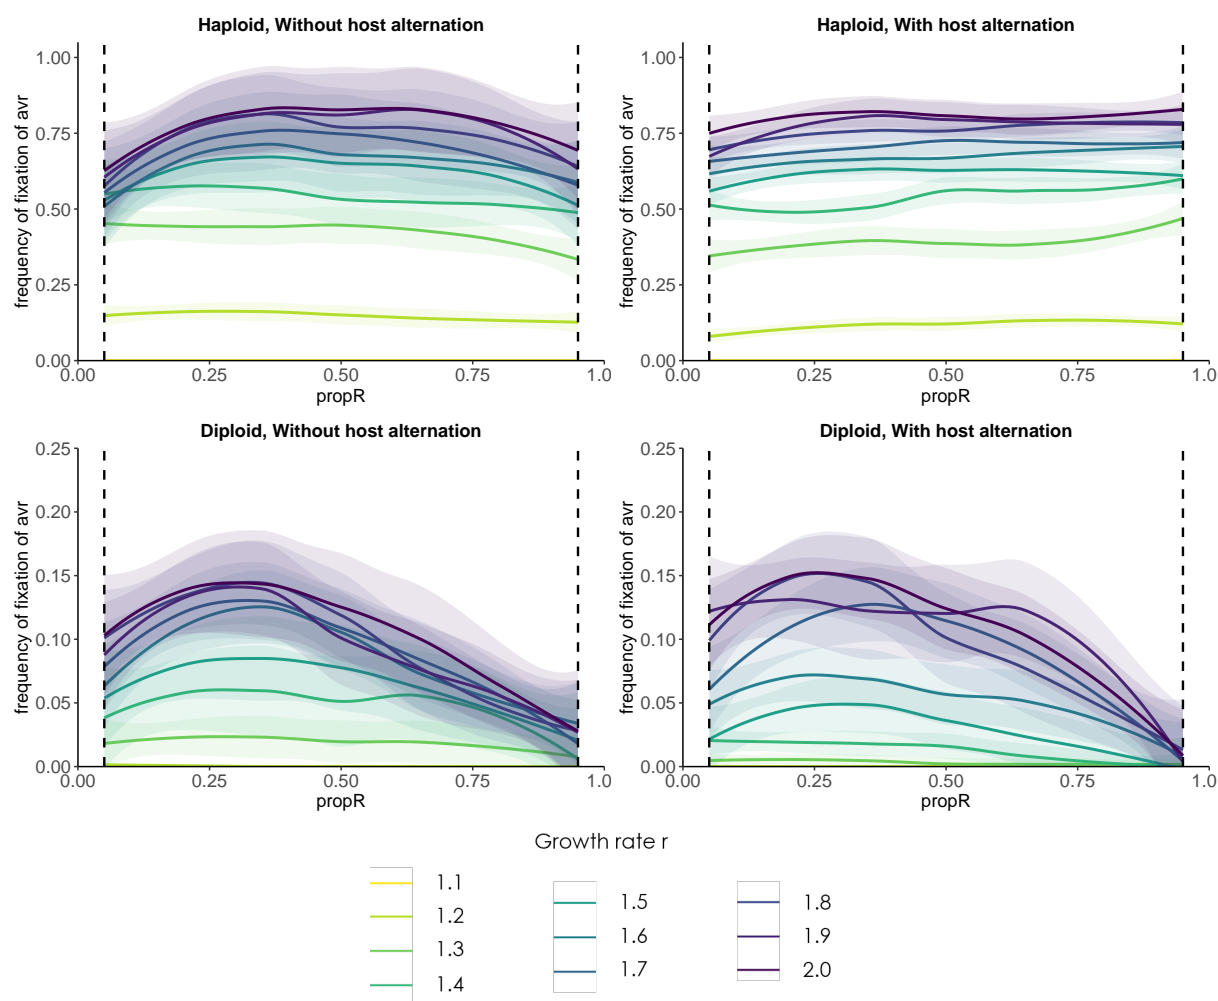 Haploid, Without host alternation
frequency of fixation of avr
1.00
0.75
0.50
0.25
0.00
0.00 0.25 0.50 0.75 1.0
propR
Haploid, With host alternation
frequency of fixation of avr
1.00
0.75
0.50
0.25
0.00
0.00 0.25 0.50 0.75 1.0
propR
Diploid, Without host alternation
frequency of fixation of avr
0.25
0.20
0.15
0.10
0.05
0.00
0.00 0.25 0.50 0.75 1.0
propR
Diploid, With host alternation
frequency of fixation of avr
0.25
0.20
0.15
0.10
0.05
0.00
0.00 0.25 0.50 0.75 1.0
propR
Growth rate r
1.1
1.2
1.3
1.4
1.5
1.6
1.7
1.8
1.9
2.0